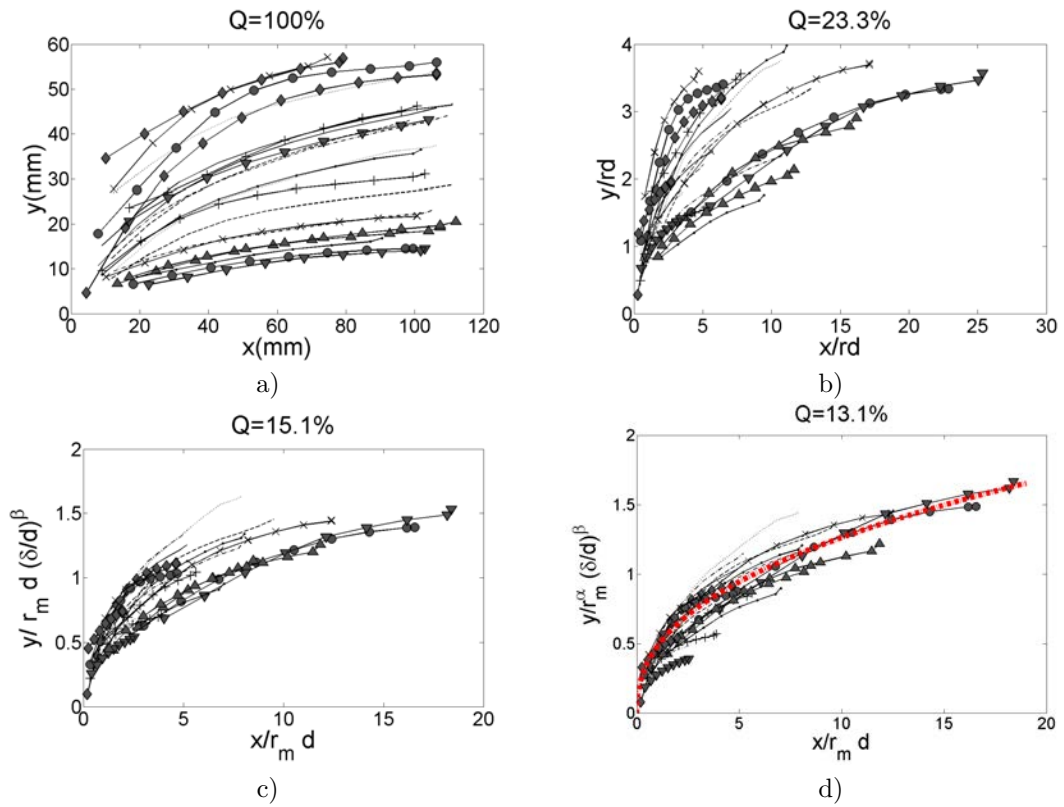 Q=100%
y(mm)
60
50
40
30
20
10
0
0 20 40 60 80 100 120
x(mm)
a)
Q=23.3%
y/rd
4
3
2
1
0
0 5 10 15 20 25 30
x/rd
b)
Q=15.1%
y/ r_m d (δ/d)^β
2
1.5
1
0.5
0
0 5 10 15 20
x/r_m d
c)
Q=13.1%
y/r_m^α (δ/d)^β
2
1.5
1
0.5
0
0 5 10 15 20
x/r_m d
d)